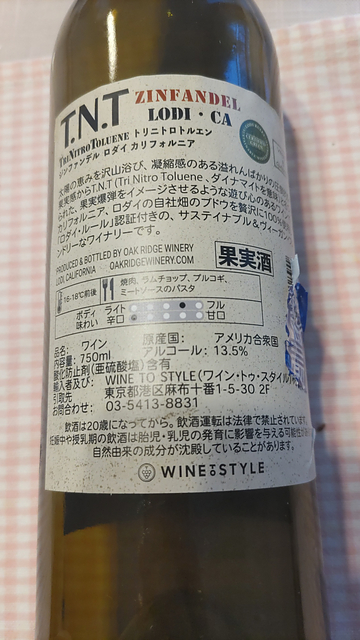 T.N.T ZINFANDEL
LODI・CA
TRINITROTOLUENE トリニトロトルエン
ジンファンデル ロダイ カリフォルニア
太陽の恵みを沢山浴び、凝縮感のある溢れんばかりの
果実感からT.N.T (Tri Nitro Toluene、ダイナマイトを意味
られた、果実爆弾をイメージさせるような遊び心のある
カリフォルニア、ロダイの自社畑のブドウを贅沢に100%
「ロダイ・ルール」認証付きの、サステイナブル＆ヴィーガン
ンドリーなワイナリーです。
PRODUCED & BOTTLED BY OAK RIDGE WINERY
LODI, CALIFORNIA OAKRIDGEWINERY.COM
果実酒
16-18℃前後
焼肉、ラムチョップ、プルコギ、
ミートソースのパスタ
ボディ ライト フル
味わい 辛口 甘口
品名: ワイン 原産国: アメリカ合衆国
内容量: 750ml アルコール: 13.5%
酸化防止剤(亜硫酸塩)含有
輸入者及び: WINE TO STYLE(ワイン・トゥ・スタイル
引取先 東京都港区麻布十番1-5-30 2F
お問合わせ: 03-5413-8831
飲酒は20歳になってから。飲酒運転は法律で禁止されています
妊娠中や授乳期の飲酒は胎児・乳児の発育に影響を与える可能性が
自然由来の成分が沈殿していることがあります。
WINE TO STYLE